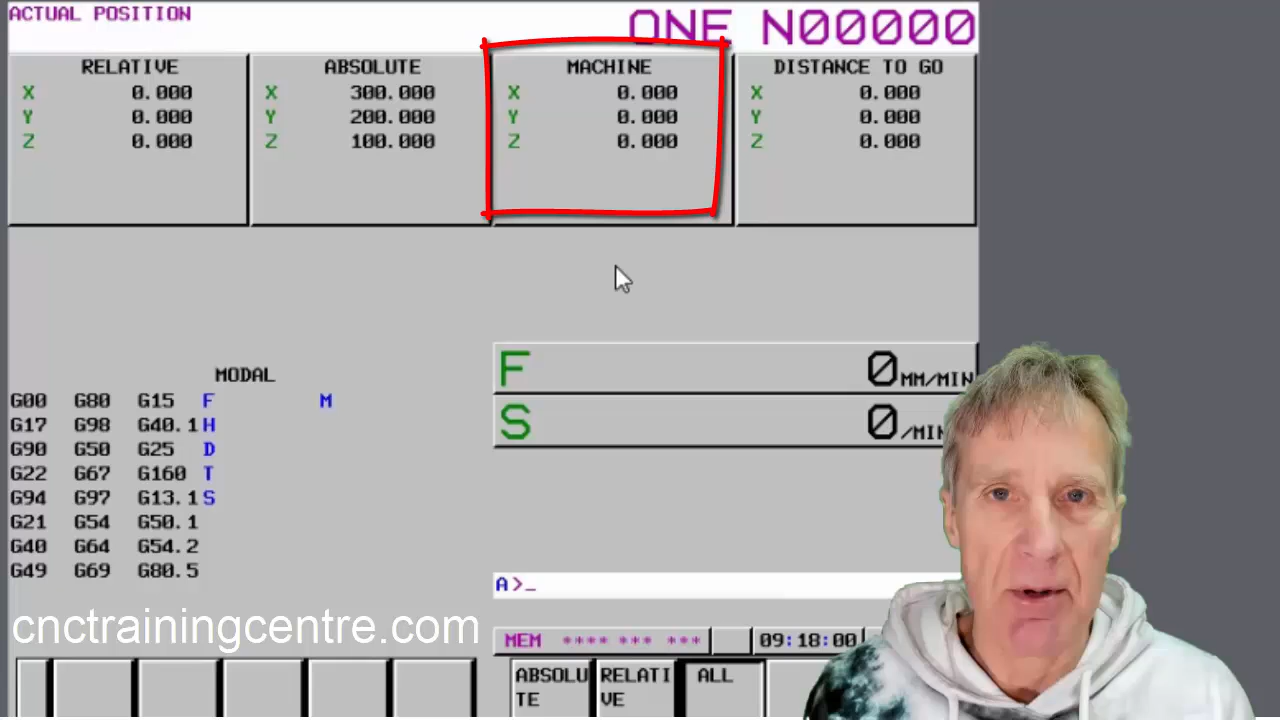 ACTUAL POSITION
ONE N00000
RELATIVE
X 0.000
Y 0.000
Z 0.000
ABSOLUTE
X 300.000
Y 200.000
Z 100.000
MACHINE
X 0.000
Y 0.000
Z 0.000
DISTANCE TO GO
X 0.000
Y 0.000
Z 0.000
F 0 MM/MIN
S 0 /MIN
MODAL
G00 G80 G15 F M
G17 G98 G40.1 H
G90 G50 G25 D
G22 G67 G160 T
G94 G97 G13.1 S
G21 G54 G50.1
G40 G64 G54.2
G49 G69 G80.5
A>_
cnctrainingcentre.com
MEM **** *** *** 09:18:00
ABSOLU
TE
RELATI
VE
ALL